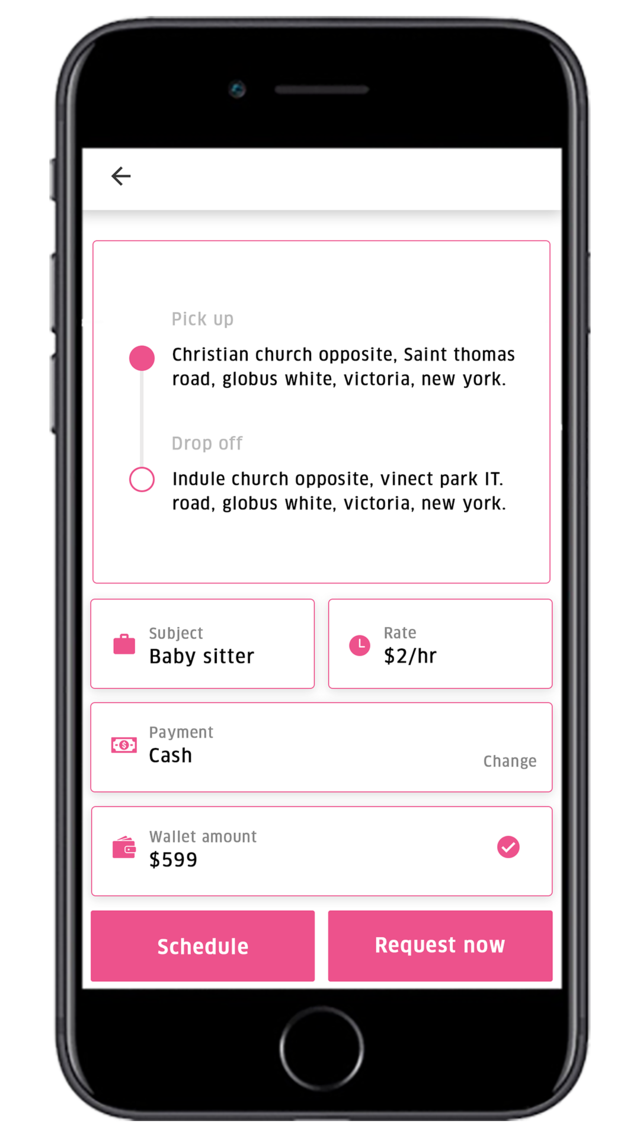 Pick up
Christian church opposite, Saint thomas
road, globus white, victoria, new york.
Drop off
Indule church opposite, vinect park IT.
road, globus white, victoria, new york.
Subject
Baby sitter
Rate
$2/hr
Payment
Cash
Change
Wallet amount
$599
Schedule
Request now